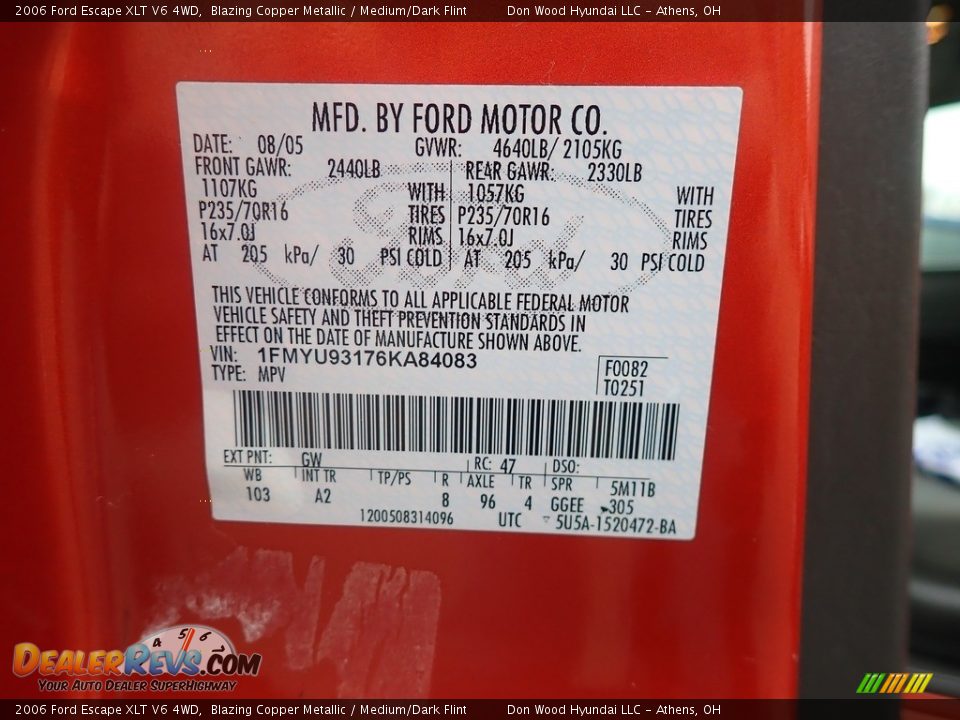 2006 Ford Escape XLT V6 4WD, Blazing Copper Metallic / Medium/Dark Flint Don Wood Hyundai LLC - Athens, OH
MFD. BY FORD MOTOR CO.
DATE: 08/05 GVWR: 4640LB/ 2105KG
FRONT GAWR: 2440LB REAR GAWR: 2330LB
1107KG WITH 1057KG WITH
P235/70R16 TIRES P235/70R16 TIRES
16x7.0J RIMS 16x7.0J RIMS
AT 205 kPa/ 30 PSI COLD AT 205 kPa/ 30 PSI COLD
THIS VEHICLE CONFORMS TO ALL APPLICABLE FEDERAL MOTOR
VEHICLE SAFETY AND THEFT PREVENTION STANDARDS IN
EFFECT ON THE DATE OF MANUFACTURE SHOWN ABOVE.
VIN: 1FMYU93176KA84083
TYPE: MPV
F0082
T0251
EXT PNT: GW RC: 47 DSO:
WB INT TR TP/PS R AXLE TR SPR 5M11B
103 A2 8 96 4 GGEE 305
1200508314096 UTC 5U5A-1520472-BA
Ford
4 5 6
DealerRevs.com
Your Auto Dealer SuperHighway
2006 Ford Escape XLT V6 4WD, Blazing Copper Metallic / Medium/Dark Flint Don Wood Hyundai LLC - Athens, OH